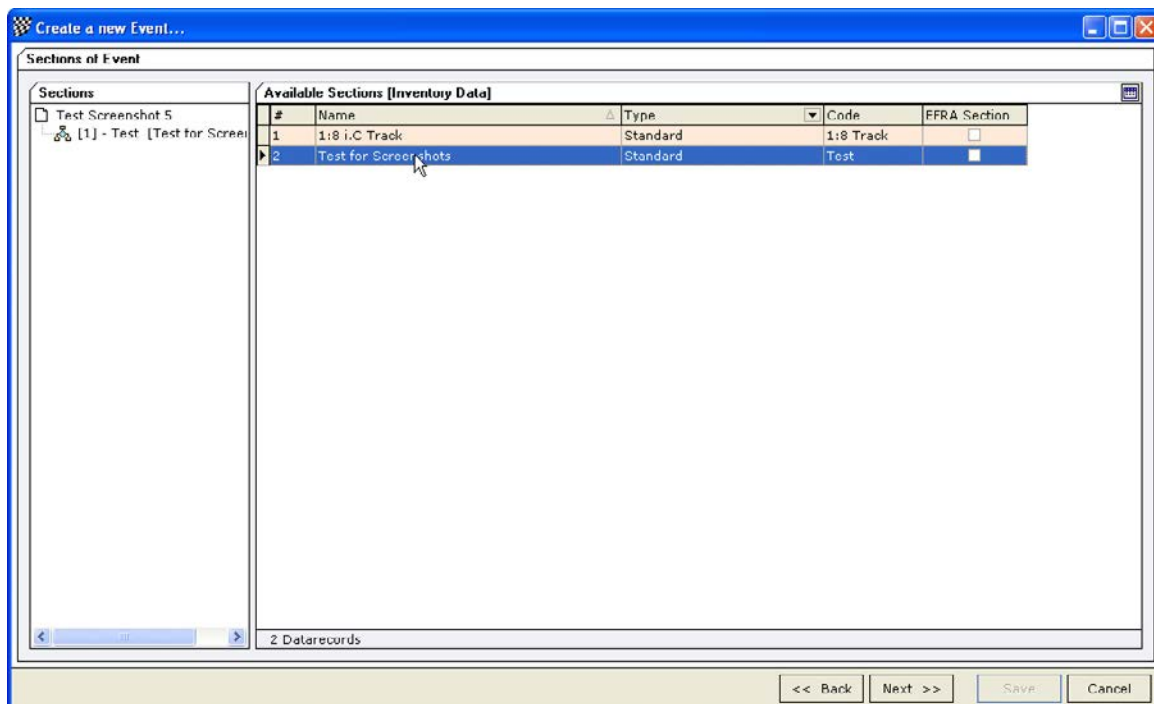 Create a new Event...
Sections of Event
Sections
Test Screenshot 5
[1] - Test [Test for Screen
Available Sections [Inventory Data]
# Name Type Code EFRA Section
1 1:8 i.C Track Standard 1:8 Track
2 Test for Screenshots Standard Test
2 Datarecords
<< Back Next >> Save Cancel